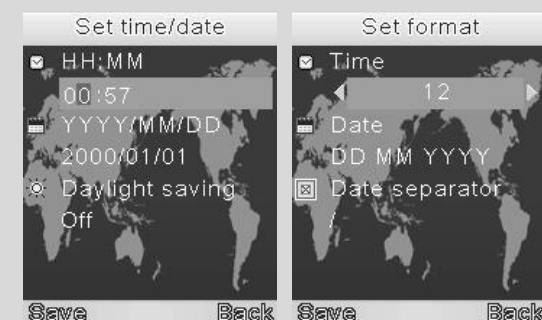 Set time/date
HH:MM
00:57
YYYY/MM/DD
2000/01/01
Daylight saving
Off
Save Back
Set format
Time
12
Date
DD MM YYYY
Date separator
/
Save Back